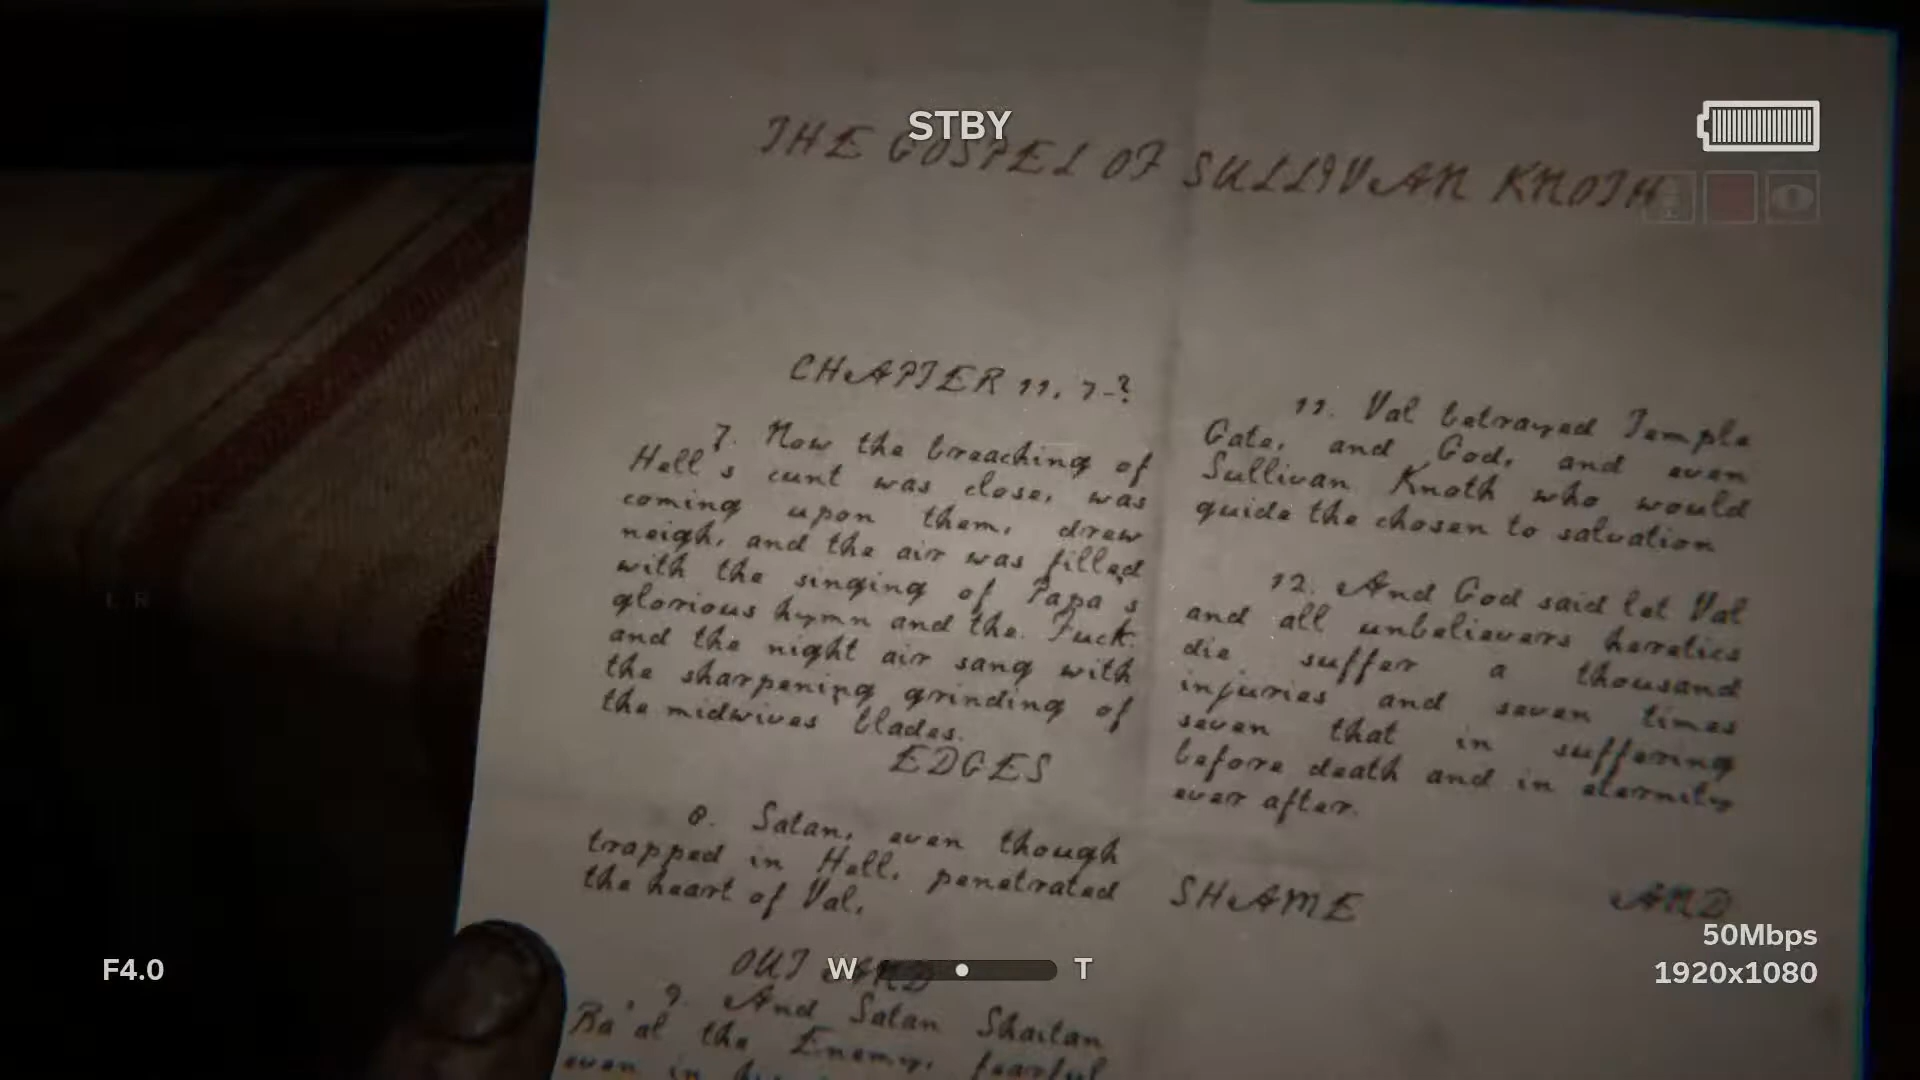 STBY
THE GOSPEL OF SULLIVAN KNOTH
CHAPTER 11, 7-?
7. Now the breaching of
Hell's cunt was close, was
coming upon them, drew
neigh, and the air was filled
with the singing of Papa's
glorious hymn and the. Fuck.
and the night air sang with
the sharpening grinding of
the midwives blades.
EDGES
8. Satan, even though
trapped in Hell, penetrated
the heart of Val,
OUT AND
9. And Satan Shaitan
Ba'al the Enemy, fearful
even in
11. Val betrayed Temple
Gate, and God, and even
Sullivan Knoth who would
guide the chosen to salvation
12. And God said let Val
and all unbelievers heretics
die suffer a thousand
injuries and seven times
seven that in suffering
before death and in eternity
ever after.
SHAME AND
L R
F4.0
W T
50Mbps
1920x1080